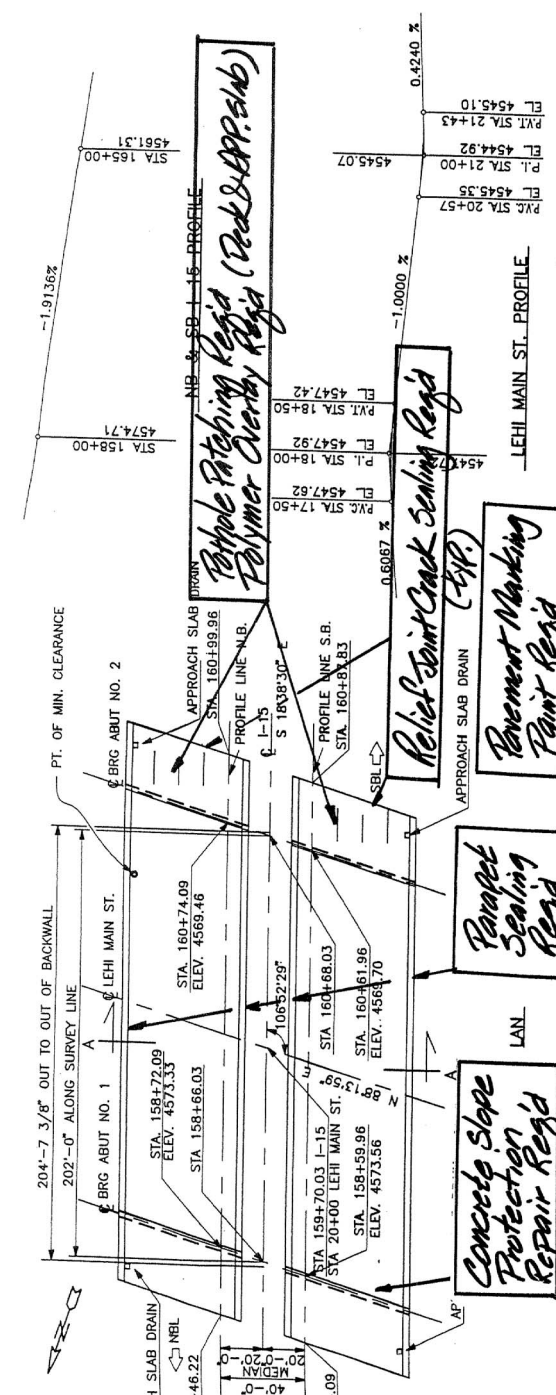 204'-7 3/8" OUT TO OUT OF BACKWALL
202'-0" ALONG SURVEY LINE
℄ BRG ABUT NO. 1
℄ LEHI MAIN ST.
PT. OF MIN. CLEARANCE
℄ BRG ABUT NO. 2
A
APPROACH SLAB DRAIN
STA. 160+99.96
PROFILE LINE N.B.
℄ I-15
S 18°38'30" E
PROFILE LINE S.B.
STA. 160+87.83
SBL
APPROACH SLAB DRAIN
STA. 158+72.09
ELEV. 4573.33
STA. 158+66.03
STA. 160+74.09
ELEV. 4569.46
STA. 160+68.03
106°52'29"
STA. 160+61.96
ELEV. 4569.70
N 88°13'59"
STA 159+70.03 I-15
STA 20+00 LEHI MAIN ST.
STA. 158+59.96
ELEV. 4573.56
SLAB DRAIN
NBL
46.22
20'-0"
20'-0"
MEDIAN
40'-0"
.09
AP
LAN
A
Concrete Slope
Protection
Repair Req'd
Parapet
Sealing
Req'd
Pavement Marking
Paint Req'd
Relief Joint Crack Sealing Req'd
(typ.)
Pothole Patching Req'd
Polymer Overlay Req'd (Deck & APP. slab)
-1.9136%
STA 158+00
4574.71
STA 165+00
4561.31
NB & SB I-15 PROFILE
0.6067 %
P.V.C. STA 17+50
EL 4547.62
P.I. STA 18+00
EL 4547.92
P.V.T. STA 18+50
EL 4547.42
-1.0000 %
P.V.C. STA 20+57
EL 4545.35
P.I. STA 21+00
EL 4544.92
4545.07
P.V.T. STA 21+43
EL 4545.10
0.4240 %
LEHI MAIN ST. PROFILE